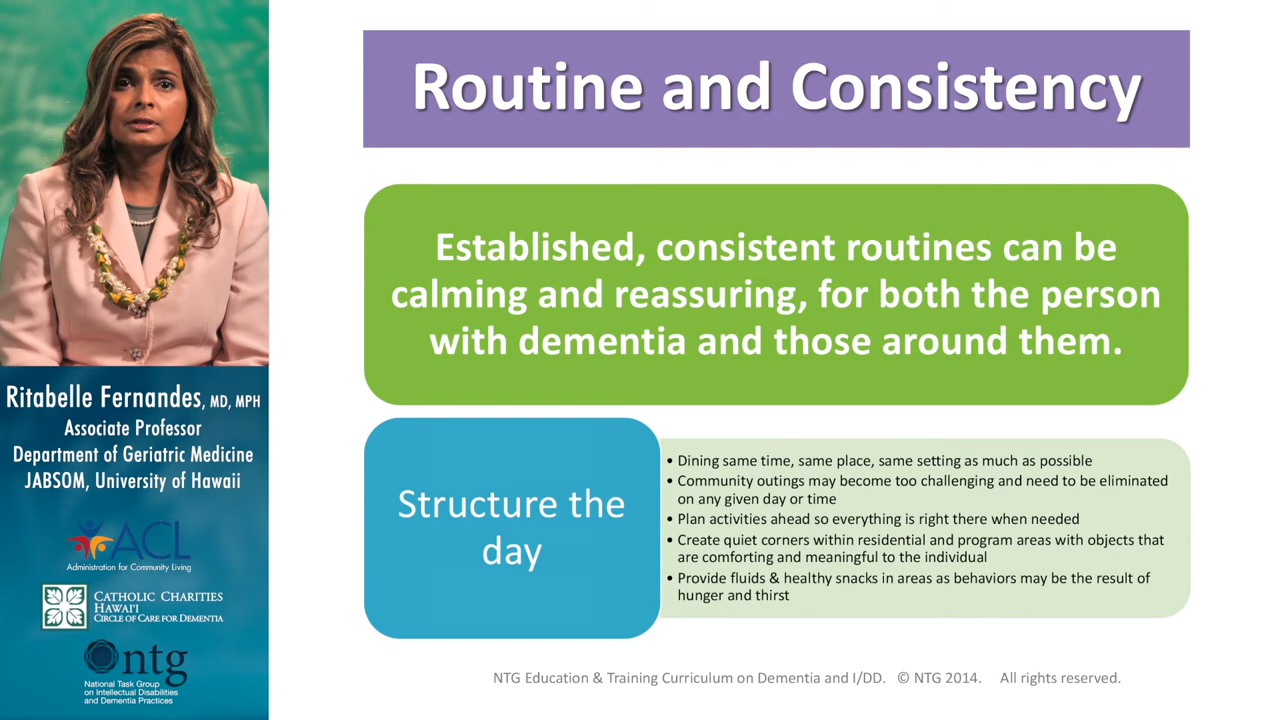 Routine and Consistency
Established, consistent routines can be
calming and reassuring, for both the person
with dementia and those around them.
Structure the
day
• Dining same time, same place, same setting as much as possible
• Community outings may become too challenging and need to be eliminated
on any given day or time
• Plan activities ahead so everything is right there when needed
• Create quiet corners within residential and program areas with objects that
are comforting and meaningful to the individual
• Provide fluids & healthy snacks in areas as behaviors may be the result of
hunger and thirst
NTG Education & Training Curriculum on Dementia and I/DD. © NTG 2014. All rights reserved.
Ritabelle Fernandes, MD, MPH
Associate Professor
Department of Geriatric Medicine
JABSOM, University of Hawaii
ACL
Administration for Community Living
CATHOLIC CHARITIES
HAWAI‘I
CIRCLE OF CARE FOR DEMENTIA
ntg
National Task Group
on Intellectual Disabilities
and Dementia Practices